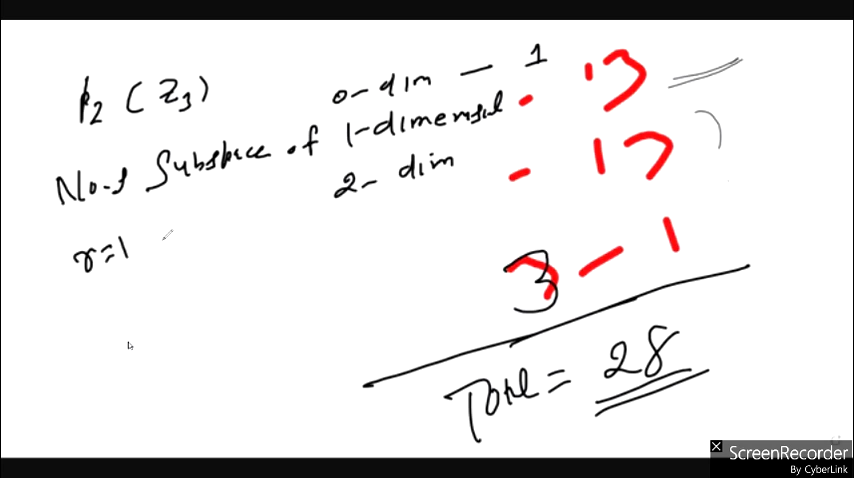 P2 (Z3)
0-dim - 1
No. of Subspace of 1-dimensional - 13
2- dim - 13
r=1
3 - 1
Total = 28
ScreenRecorder
By CyberLink